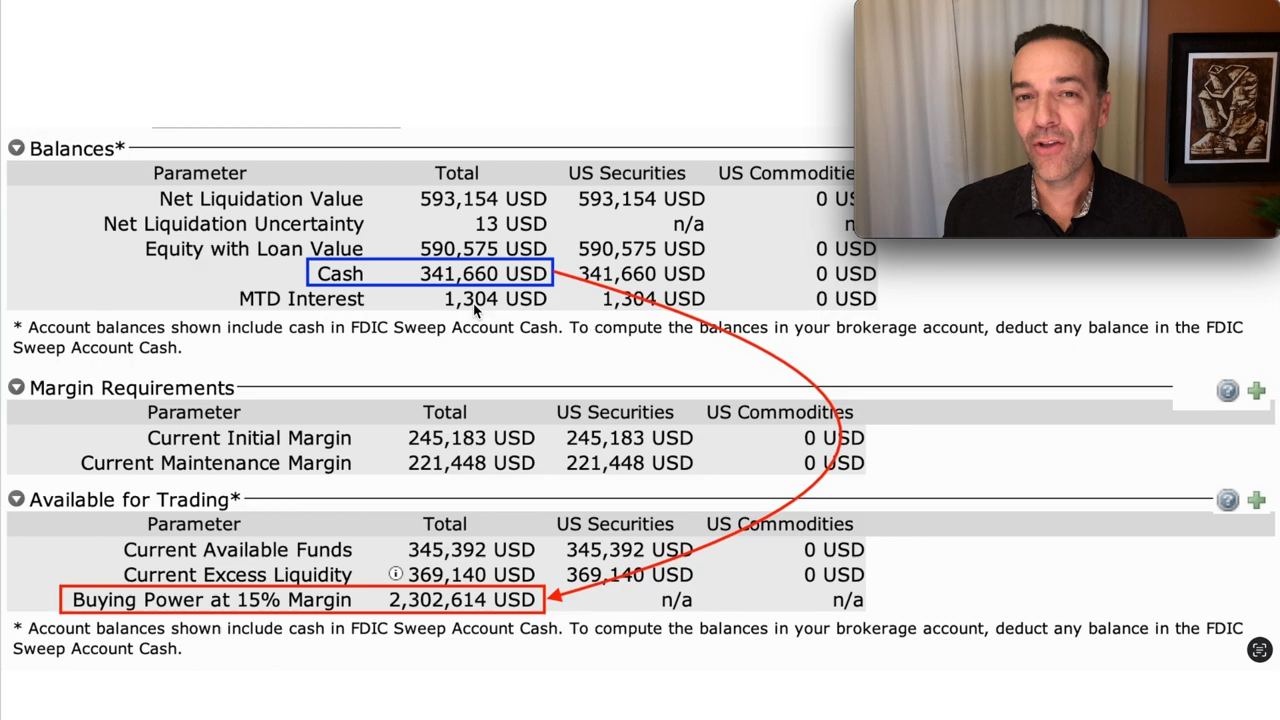 Balances*
Parameter Total US Securities US Commodities
Net Liquidation Value 593,154 USD 593,154 USD 0 USD
Net Liquidation Uncertainty 13 USD n/a
Equity with Loan Value 590,575 USD 590,575 USD 0 USD
Cash 341,660 USD 341,660 USD 0 USD
MTD Interest 1,304 USD 1,304 USD 0 USD
* Account balances shown include cash in FDIC Sweep Account Cash. To compute the balances in your brokerage account, deduct any balance in the FDIC
Sweep Account Cash.
Margin Requirements
Parameter Total US Securities US Commodities
Current Initial Margin 245,183 USD 245,183 USD 0 USD
Current Maintenance Margin 221,448 USD 221,448 USD 0 USD
Available for Trading*
Parameter Total US Securities US Commodities
Current Available Funds 345,392 USD 345,392 USD 0 USD
Current Excess Liquidity 369,140 USD 369,140 USD 0 USD
Buying Power at 15% Margin 2,302,614 USD n/a n/a
* Account balances shown include cash in FDIC Sweep Account Cash. To compute the balances in your brokerage account, deduct any balance in the FDIC
Sweep Account Cash.